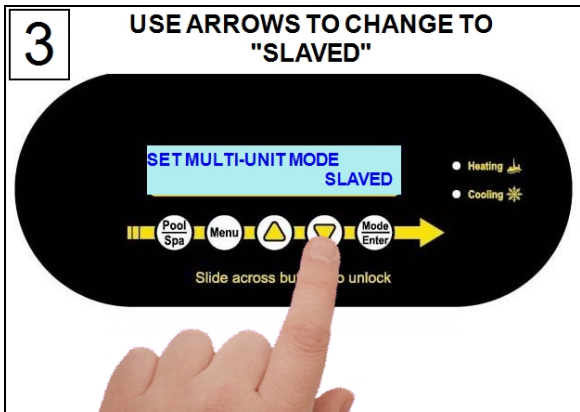 3
USE ARROWS TO CHANGE TO
"SLAVED"
SET MULTI-UNIT MODE
SLAVED
Heating
Cooling
Pool
Spa
Menu
Mode
Enter
Slide across unlock